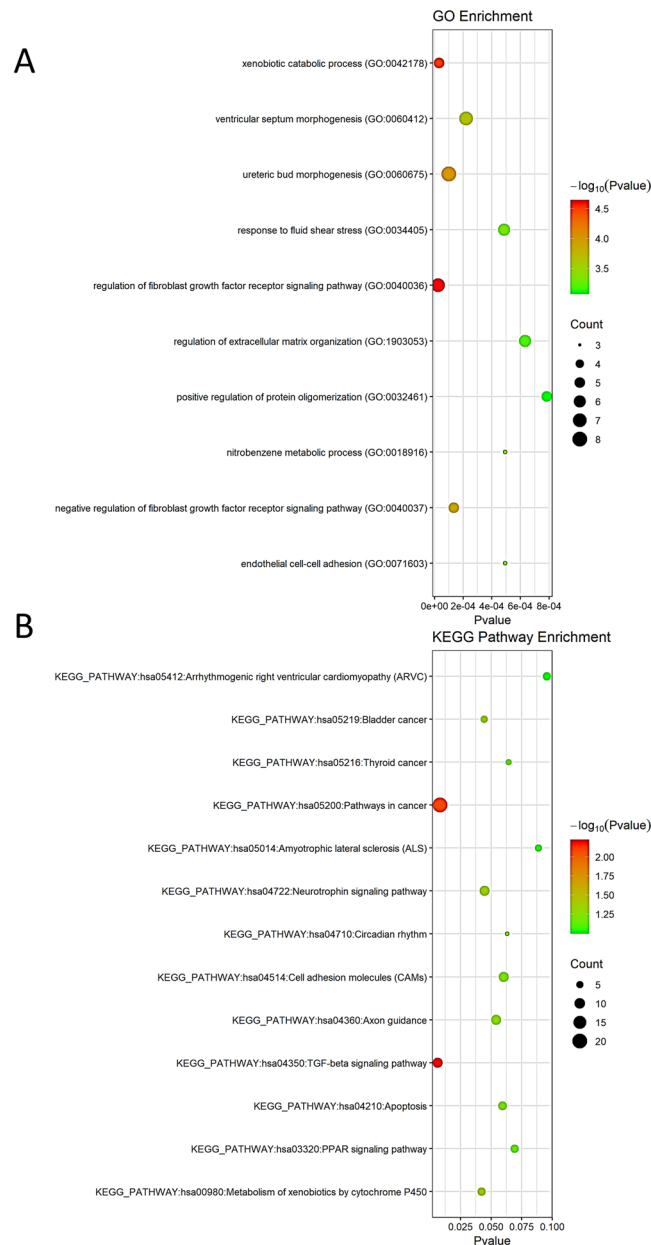 A
GO Enrichment
xenobiotic catabolic process (GO:0042178)
ventricular septum morphogenesis (GO:0060412)
ureteric bud morphogenesis (GO:0060675)
response to fluid shear stress (GO:0034405)
regulation of fibroblast growth factor receptor signaling pathway (GO:0040036)
regulation of extracellular matrix organization (GO:1903053)
positive regulation of protein oligomerization (GO:0032461)
nitrobenzene metabolic process (GO:0018916)
negative regulation of fibroblast growth factor receptor signaling pathway (GO:0040037)
endothelial cell-cell adhesion (GO:0071603)
0e+00 2e-04 4e-04 6e-04 8e-04
Pvalue
−log10(Pvalue)
4.5
4.0
3.5
Count
3
4
5
6
7
8
B
KEGG Pathway Enrichment
KEGG_PATHWAY:hsa05412:Arrhythmogenic right ventricular cardiomyopathy (ARVC)
KEGG_PATHWAY:hsa05219:Bladder cancer
KEGG_PATHWAY:hsa05216:Thyroid cancer
KEGG_PATHWAY:hsa05200:Pathways in cancer
KEGG_PATHWAY:hsa05014:Amyotrophic lateral sclerosis (ALS)
KEGG_PATHWAY:hsa04722:Neurotrophin signaling pathway
KEGG_PATHWAY:hsa04710:Circadian rhythm
KEGG_PATHWAY:hsa04514:Cell adhesion molecules (CAMs)
KEGG_PATHWAY:hsa04360:Axon guidance
KEGG_PATHWAY:hsa04350:TGF-beta signaling pathway
KEGG_PATHWAY:hsa04210:Apoptosis
KEGG_PATHWAY:hsa03320:PPAR signaling pathway
KEGG_PATHWAY:hsa00980:Metabolism of xenobiotics by cytochrome P450
0.025 0.050 0.075 0.100
Pvalue
−log10(Pvalue)
2.00
1.75
1.50
1.25
Count
5
10
15
20